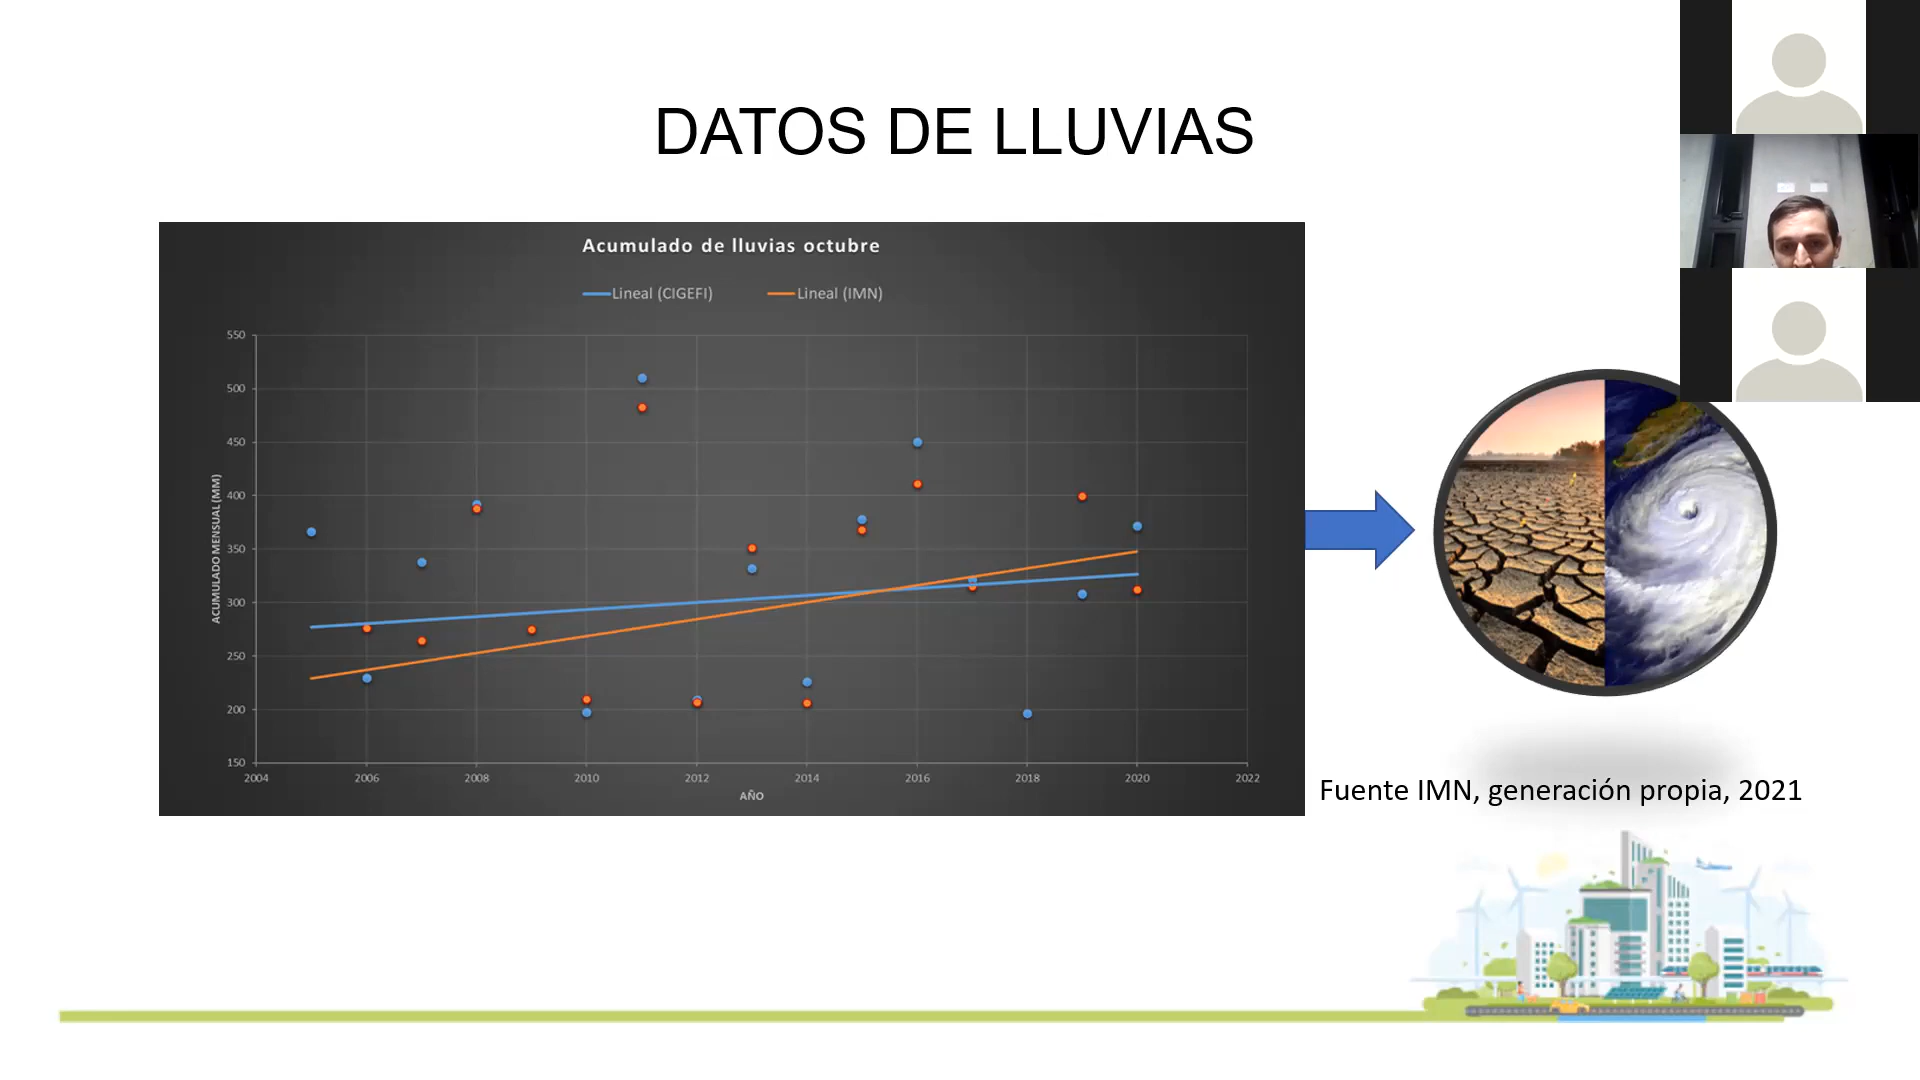 DATOS DE LLUVIAS
Acumulado de lluvias octubre
Lineal (CIGEFI) Lineal (IMN)
550
500
450
400
350
300
250
200
150
ACUMULADO MENSUAL (MM)
2004 2006 2008 2010 2012 2014 2016 2018 2020 2022
AÑO
Fuente IMN, generación propia, 2021